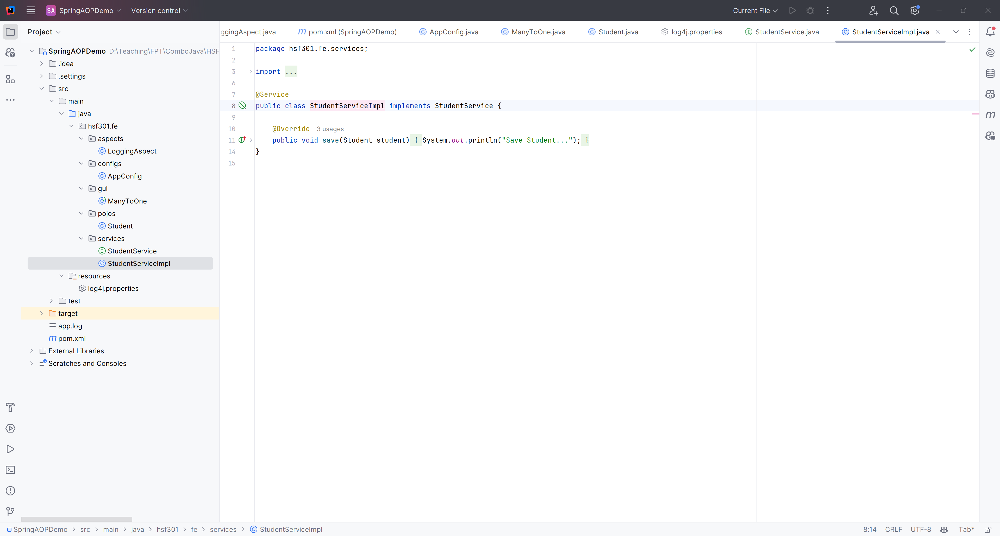 SA SpringAOPDemo Version control Current File
Project
ggingAspect.java pom.xml (SpringAOPDemo) AppConfig.java ManyToOne.java Student.java log4j.properties StudentService.java StudentServiceImpl.java
SpringAOPDemo D:\Teaching\FPT\ComboJava\HSF
.idea
.settings
src
main
java
hsf301.fe
aspects
LoggingAspect
configs
AppConfig
gui
ManyToOne
pojos
Student
services
StudentService
StudentServiceImpl
resources
log4j.properties
test
target
app.log
pom.xml
External Libraries
Scratches and Consoles
1 package hsf301.fe.services;
2
3 import ...
6
7 @Service
8 public class StudentServiceImpl implements StudentService {
9
10 @Override 3 usages
11 public void save(Student student) { System.out.println("Save Student..."); }
14 }
15
SpringAOPDemo > src > main > java > hsf301 > fe > services > StudentServiceImpl 8:14 CRLF UTF-8 Tab*